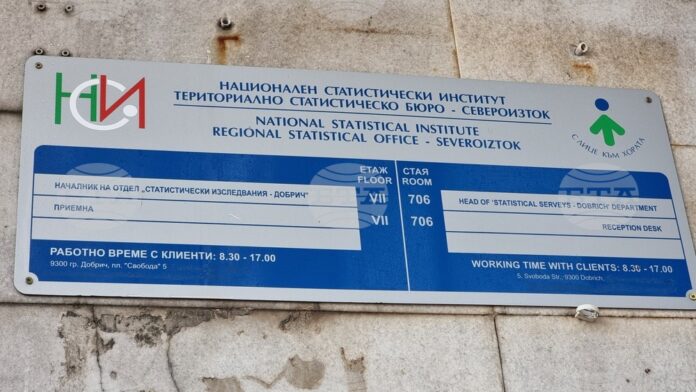 НСИ
НАЦИОНАЛЕН СТАТИСТИЧЕСКИ ИНСТИТУТ
ТЕРИТОРИАЛНО СТАТИСТИЧЕСКО БЮРО - СЕВЕРОИЗТОК
NATIONAL STATISTICAL INSTITUTE
REGIONAL STATISTICAL OFFICE - SEVEROIZTOK
С ЛИЦЕ КЪМ ХОРАТА
ЕТАЖ СТАЯ
FLOOR ROOM
НАЧАЛНИК НА ОТДЕЛ „СТАТИСТИЧЕСКИ ИЗСЛЕДВАНИЯ - ДОБРИЧ" VII 706 HEAD OF 'STATISTICAL SERVEYS - DOBRICH' DEPARTMENT
ПРИЕМНА VII 706 RECEPTION DESK
РАБОТНО ВРЕМЕ С КЛИЕНТИ: 8.30 - 17.00
9300 гр. Добрич, пл. "Свобода" 5
WORKING TIME WITH CLIENTS: 8.30 - 17.00
5, Svoboda Str., 9300 Dobrich,